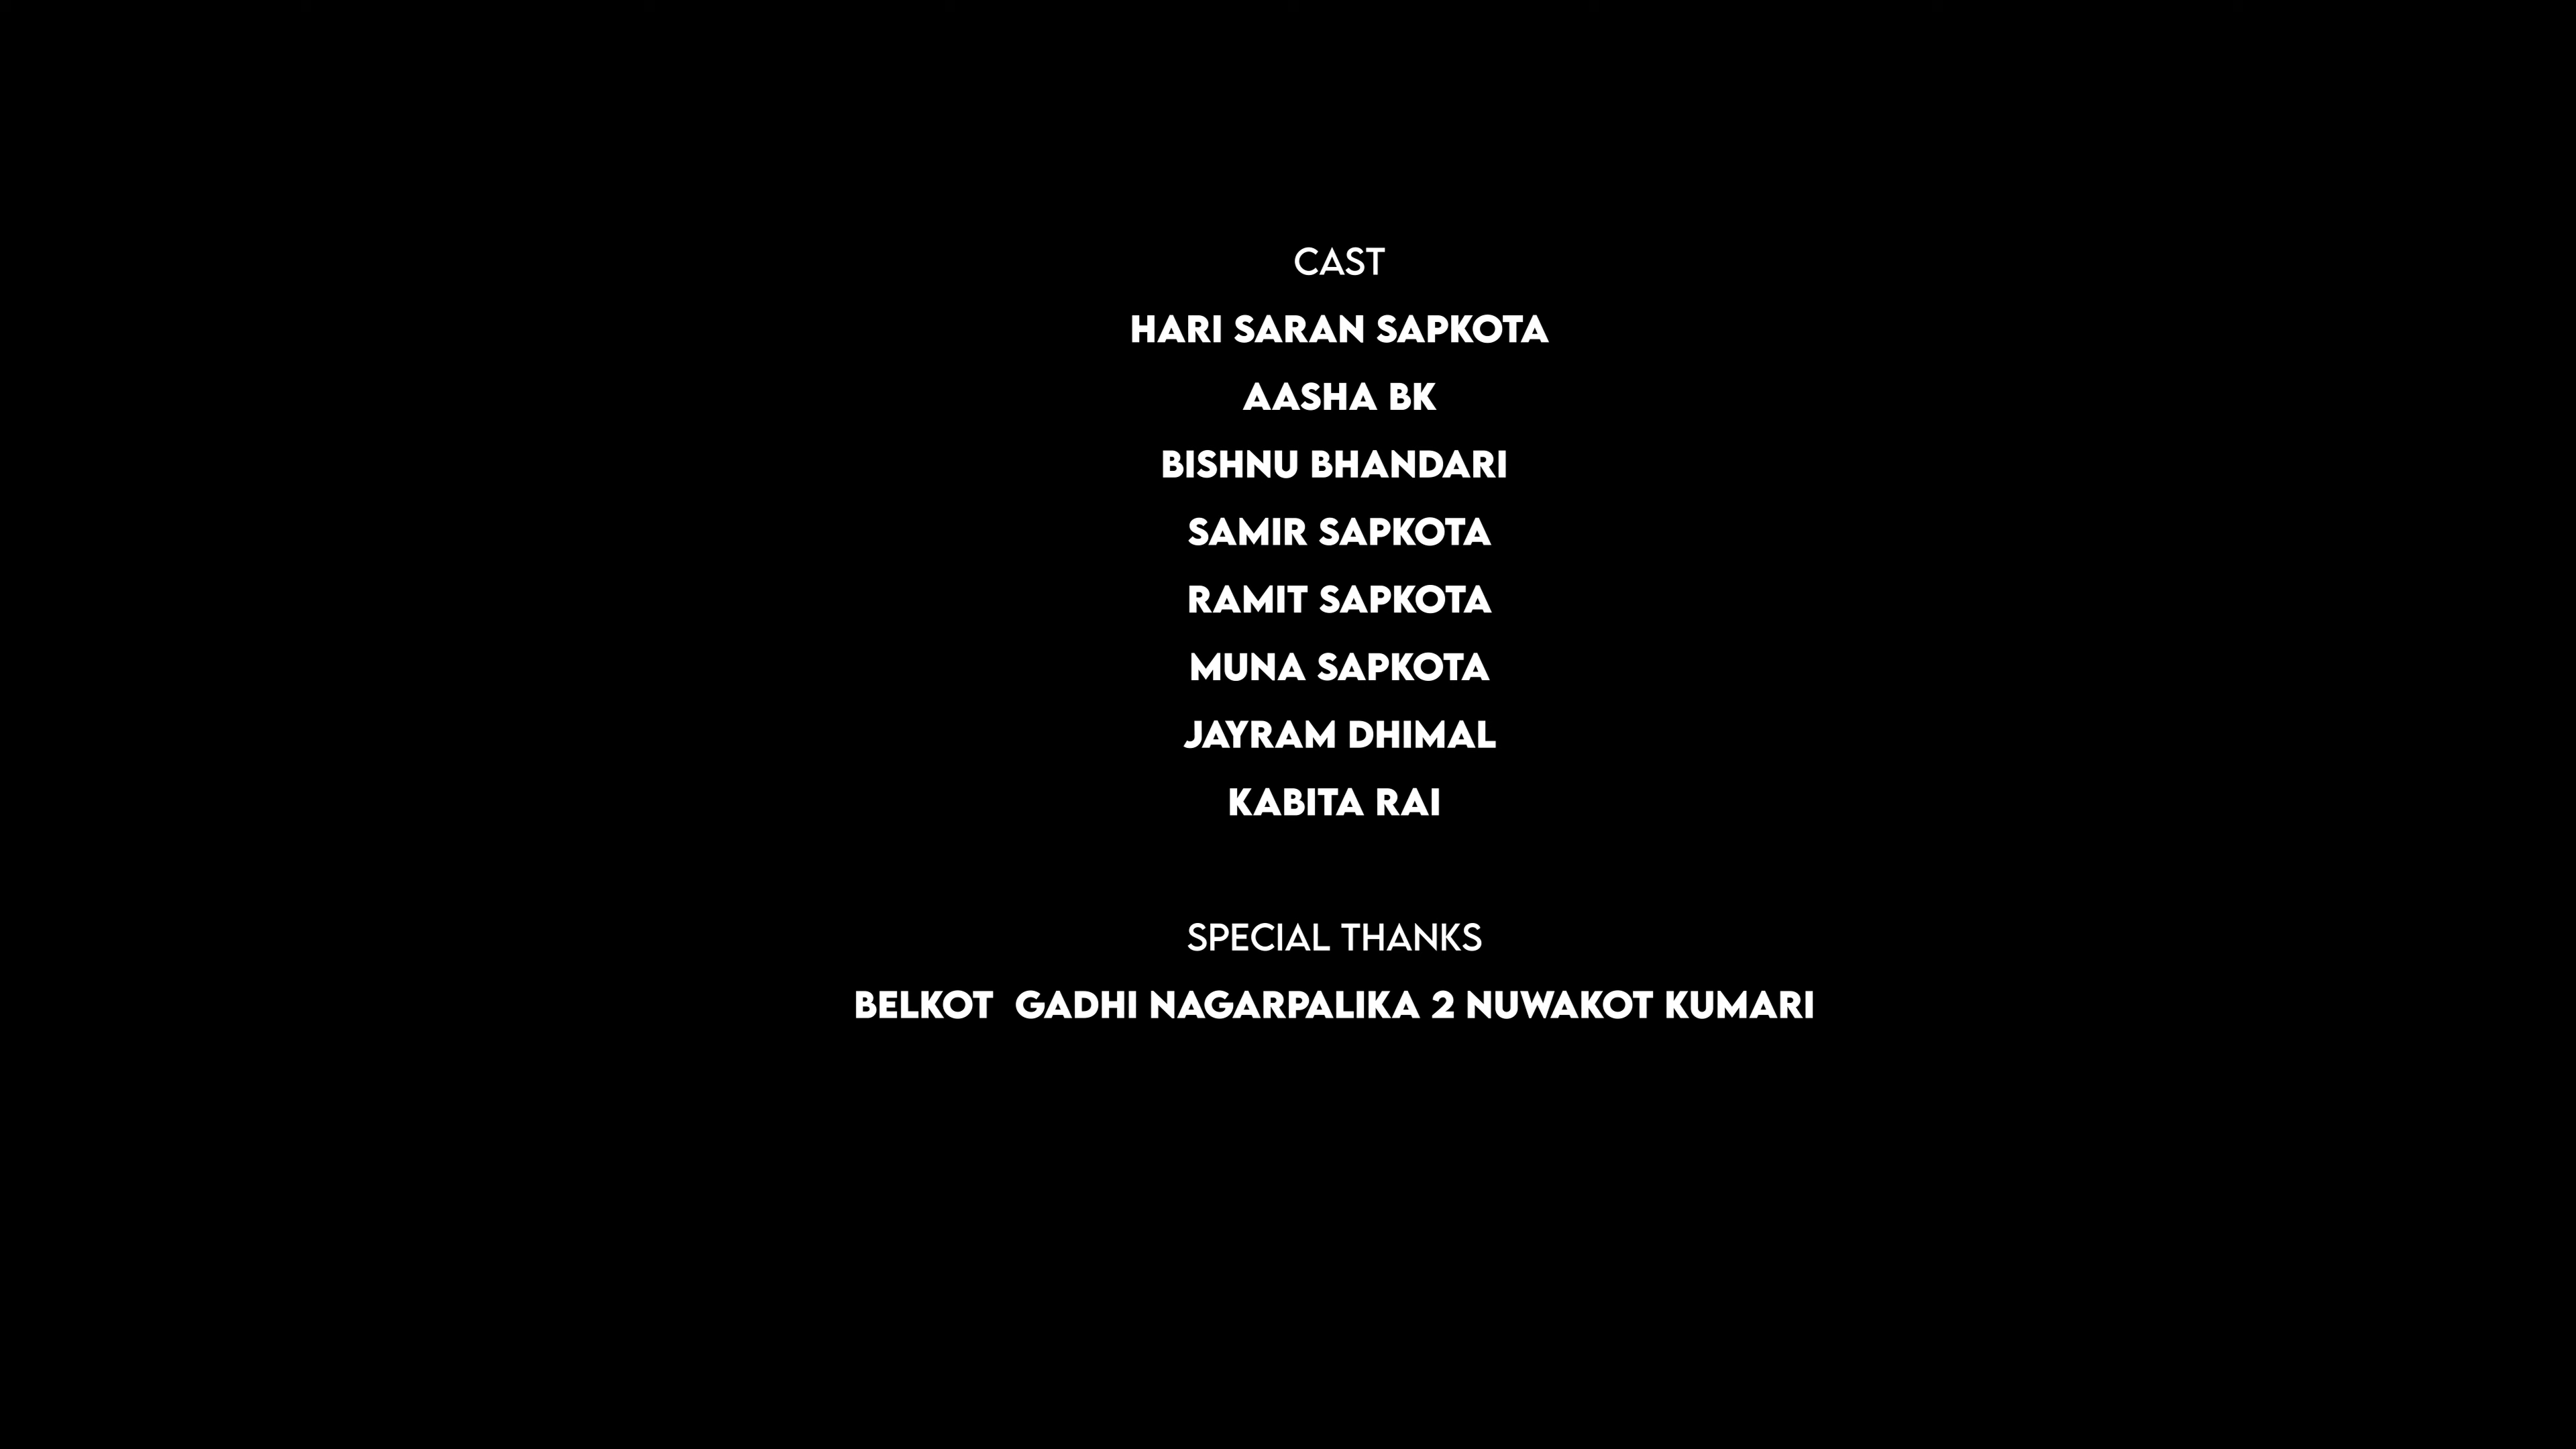 CAST
HARI SARAN SAPKOTA
AASHA BK
BISHNU BHANDARI
SAMIR SAPKOTA
RAMIT SAPKOTA
MUNA SAPKOTA
JAYRAM DHIMAL
KABITA RAI
SPECIAL THANKS
BELKOT  GADHI NAGARPALIKA 2 NUWAKOT KUMARI